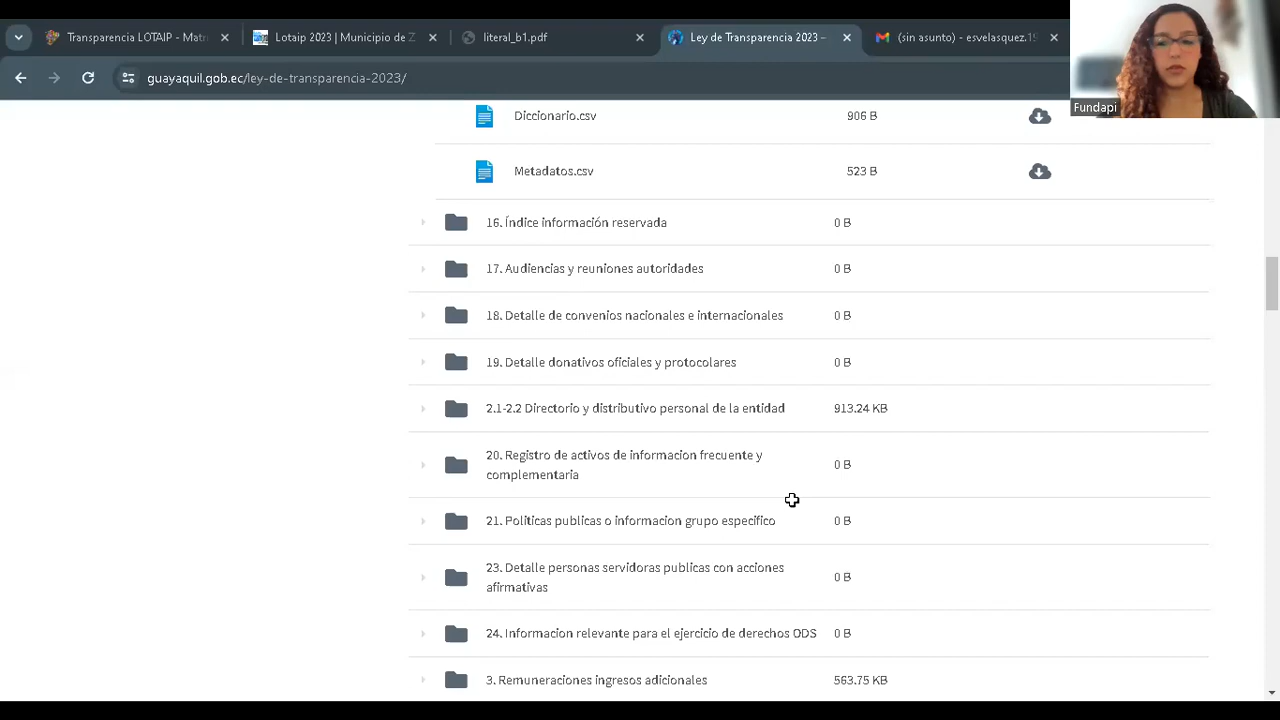 Transparencia LOTAIP - Matr
Lotaip 2023 | Municipio de Z
literal_b1.pdf
Ley de Transparencia 2023 –
(sin asunto) - esvelasquez.19
guayaquil.gob.ec/ley-de-transparencia-2023/
Fundapi
Diccionario.csv 906 B
Metadatos.csv 523 B
16. Índice información reservada 0 B
17. Audiencias y reuniones autoridades 0 B
18. Detalle de convenios nacionales e internacionales 0 B
19. Detalle donativos oficiales y protocolares 0 B
2.1-2.2 Directorio y distributivo personal de la entidad 913.24 KB
20. Registro de activos de informacion frecuente y
complementaria 0 B
21. Politicas publicas o informacion grupo especifico 0 B
23. Detalle personas servidoras publicas con acciones
afirmativas 0 B
24. Informacion relevante para el ejercicio de derechos ODS 0 B
3. Remuneraciones ingresos adicionales 563.75 KB